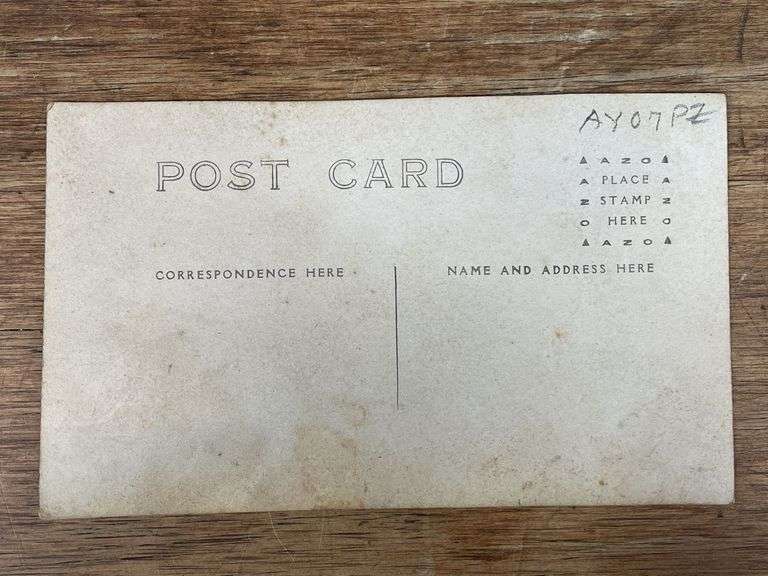 AY07PZ
POST CARD
▲ AZO ▲
A PLACE A
Z STAMP Z
O HERE O
▲ AZO ▲
CORRESPONDENCE HERE
NAME AND ADDRESS HERE